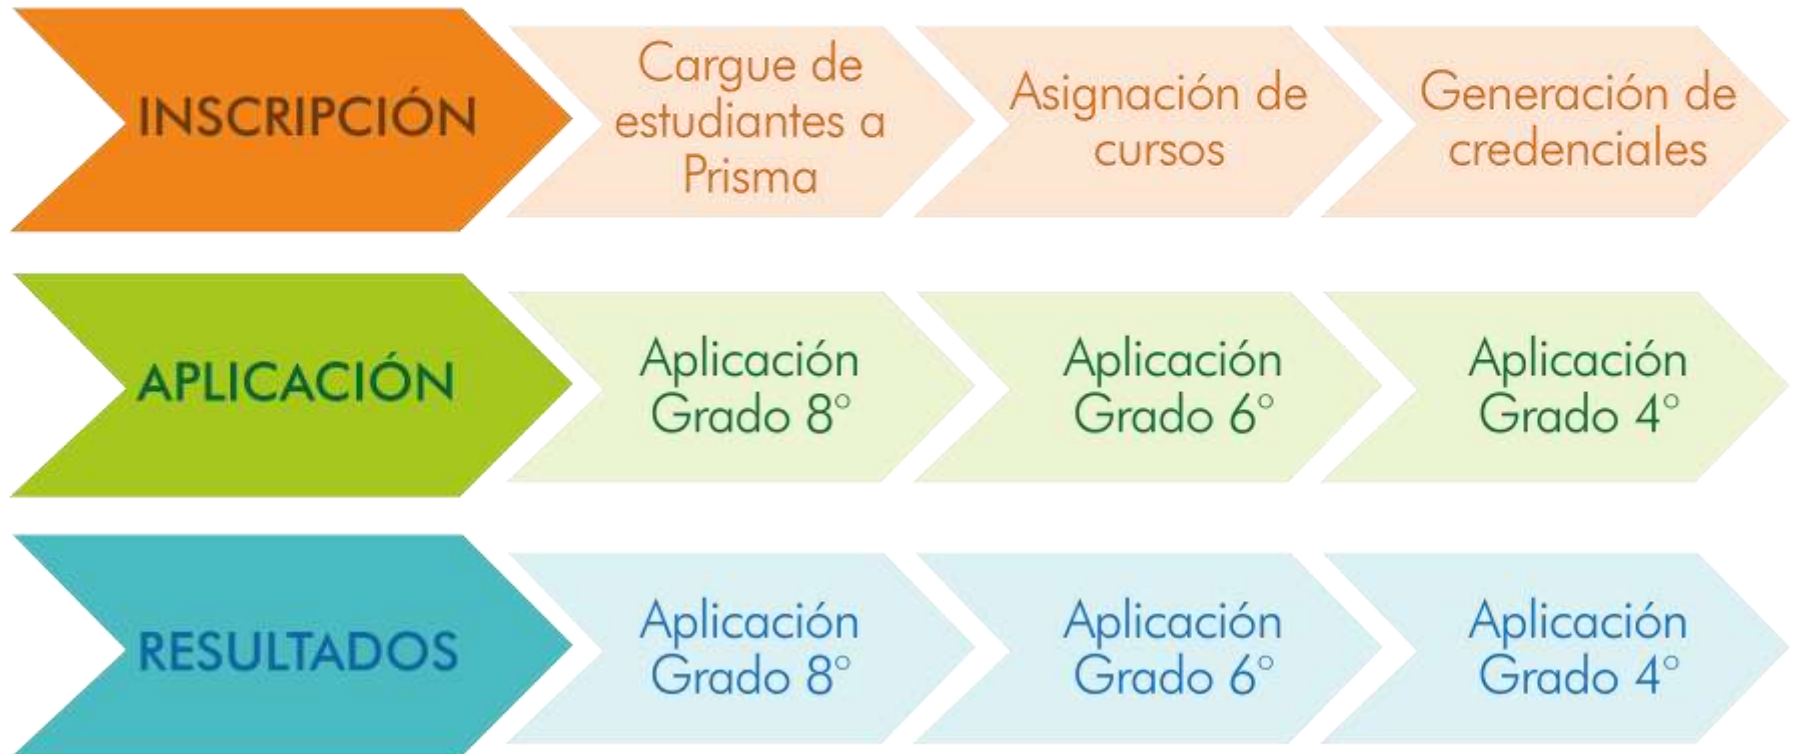 INSCRIPCIÓN
Cargue de
estudiantes a
Prisma
Asignación de
cursos
Generación de
credenciales
APLICACIÓN
Aplicación
Grado 8°
Aplicación
Grado 6°
Aplicación
Grado 4°
RESULTADOS
Aplicación
Grado 8°
Aplicación
Grado 6°
Aplicación
Grado 4°